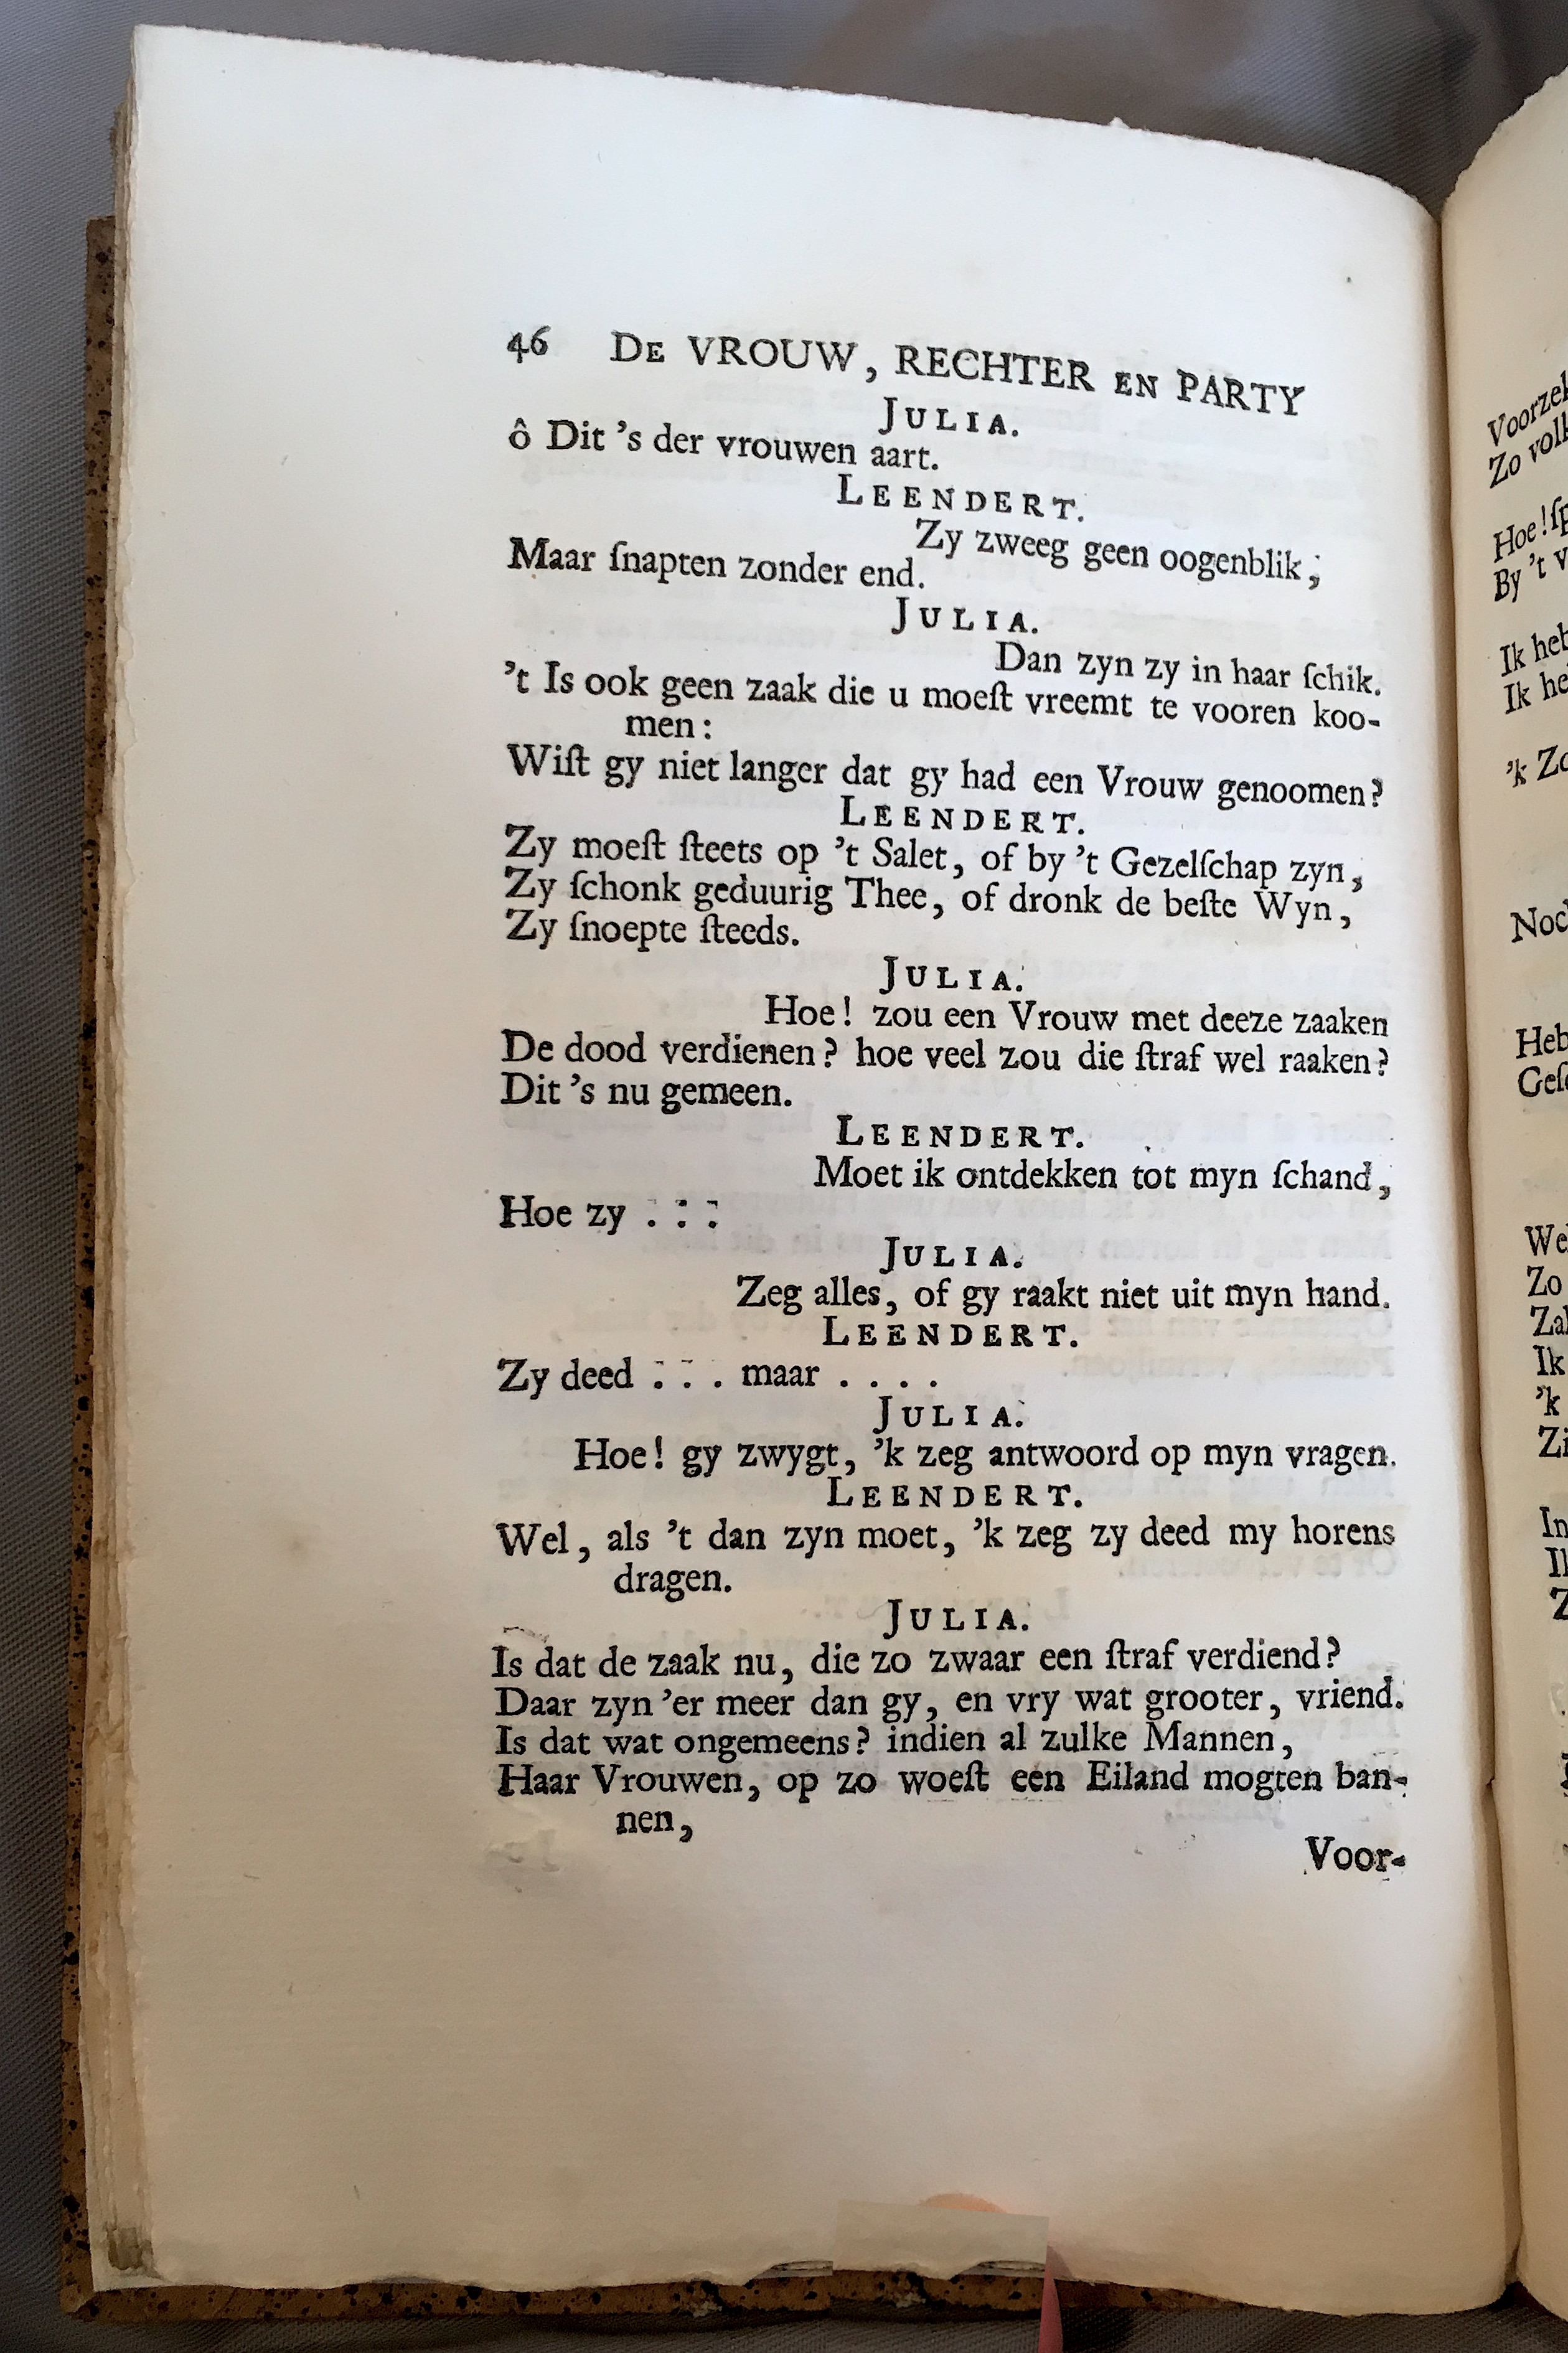 46 DE VROUW, RECHTER EN PARTY
JULIA.
ô Dit 's der vrouwen aart.
LEENDERT.
Zy zweeg geen oogenblik;
Maar ſnapten zonder end.
JULIA.
Dan zyn zy in haar ſchik.
't Is ook geen zaak die u moeſt vreemt te vooren koo-
men:
Wiſt gy niet langer dat gy had een Vrouw genoomen?
LEENDERT.
Zy moeſt ſteets op 't Salet, of by 't Gezelſchap zyn,
Zy ſchonk geduurig Thee, of dronk de beſte Wyn,
Zy ſnoepte ſteeds.
JULIA.
Hoe! zou een Vrouw met deeze zaaken
De dood verdienen? hoe veel zou die ſtraf wel raaken?
Dit 's nu gemeen.
LEENDERT.
Moet ik ontdekken tot myn ſchand,
Hoe zy . . .
JULIA.
Zeg alles, of gy raakt niet uit myn hand.
LEENDERT.
Zy deed . . . maar . . . .
JULIA.
Hoe! gy zwygt, 'k zeg antwoord op myn vragen.
LEENDERT.
Wel, als 't dan zyn moet, 'k zeg zy deed my horens
dragen.
JULIA.
Is dat de zaak nu, die zo zwaar een ſtraf verdiend?
Daar zyn 'er meer dan gy, en vry wat grooter, vriend.
Is dat wat ongemeens? indien al zulke Mannen,
Haar Vrouwen, op zo woeſt een Eiland mogten ban-
nen,
Voor-
Zo
Hoe!
By 't
Ik
Ik
'k
Ik
'k